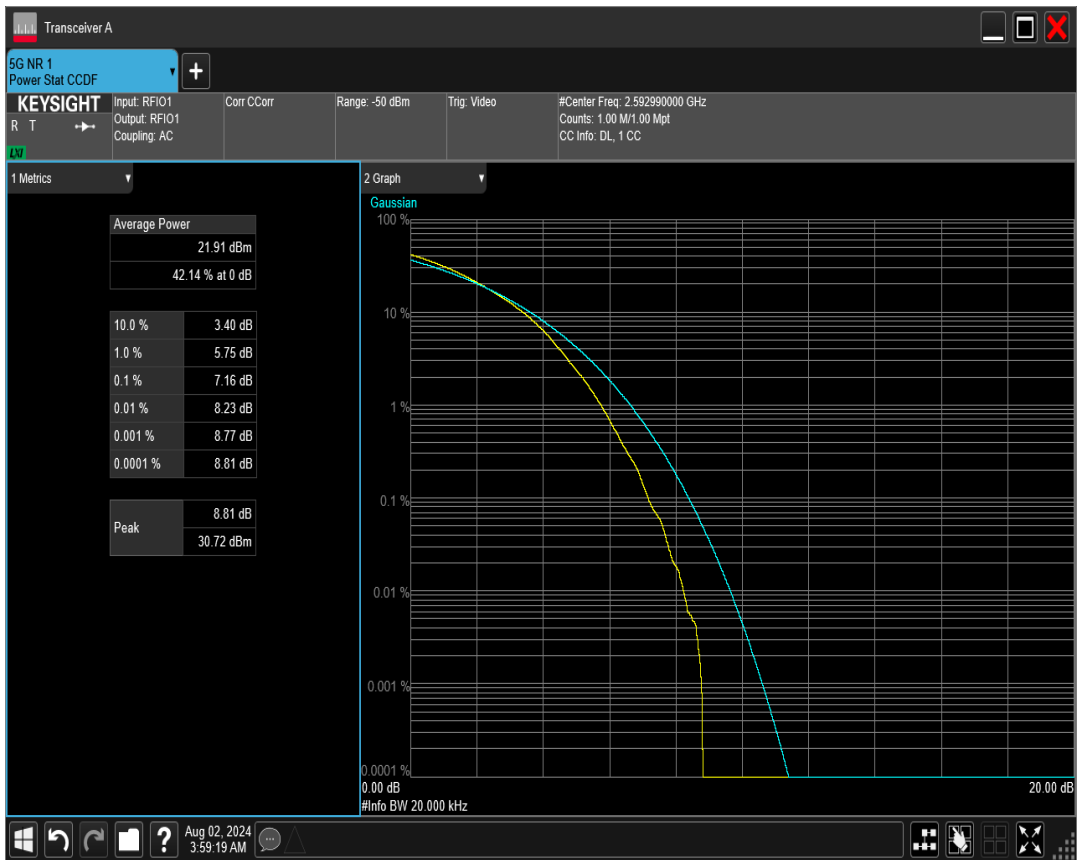 Transceiver A
5G NR 1
Power Stat CCDF
KEYSIGHT
R T
LXI
Input: RFIO1
Output: RFIO1
Coupling: AC
Corr CCorr
Range: -50 dBm
Trig: Video
#Center Freq: 2.592990000 GHz
Counts: 1.00 M/1.00 Mpt
CC Info: DL, 1 CC
1 Metrics
Average Power
21.91 dBm
42.14 % at 0 dB
10.0 % 3.40 dB
1.0 % 5.75 dB
0.1 % 7.16 dB
0.01 % 8.23 dB
0.001 % 8.77 dB
0.0001 % 8.81 dB
Peak 8.81 dB
30.72 dBm
2 Graph
Gaussian
100 %
10 %
1 %
0.1 %
0.01 %
0.001 %
0.0001 %
0.00 dB 20.00 dB
#Info BW 20.000 kHz
Aug 02, 2024
3:59:19 AM